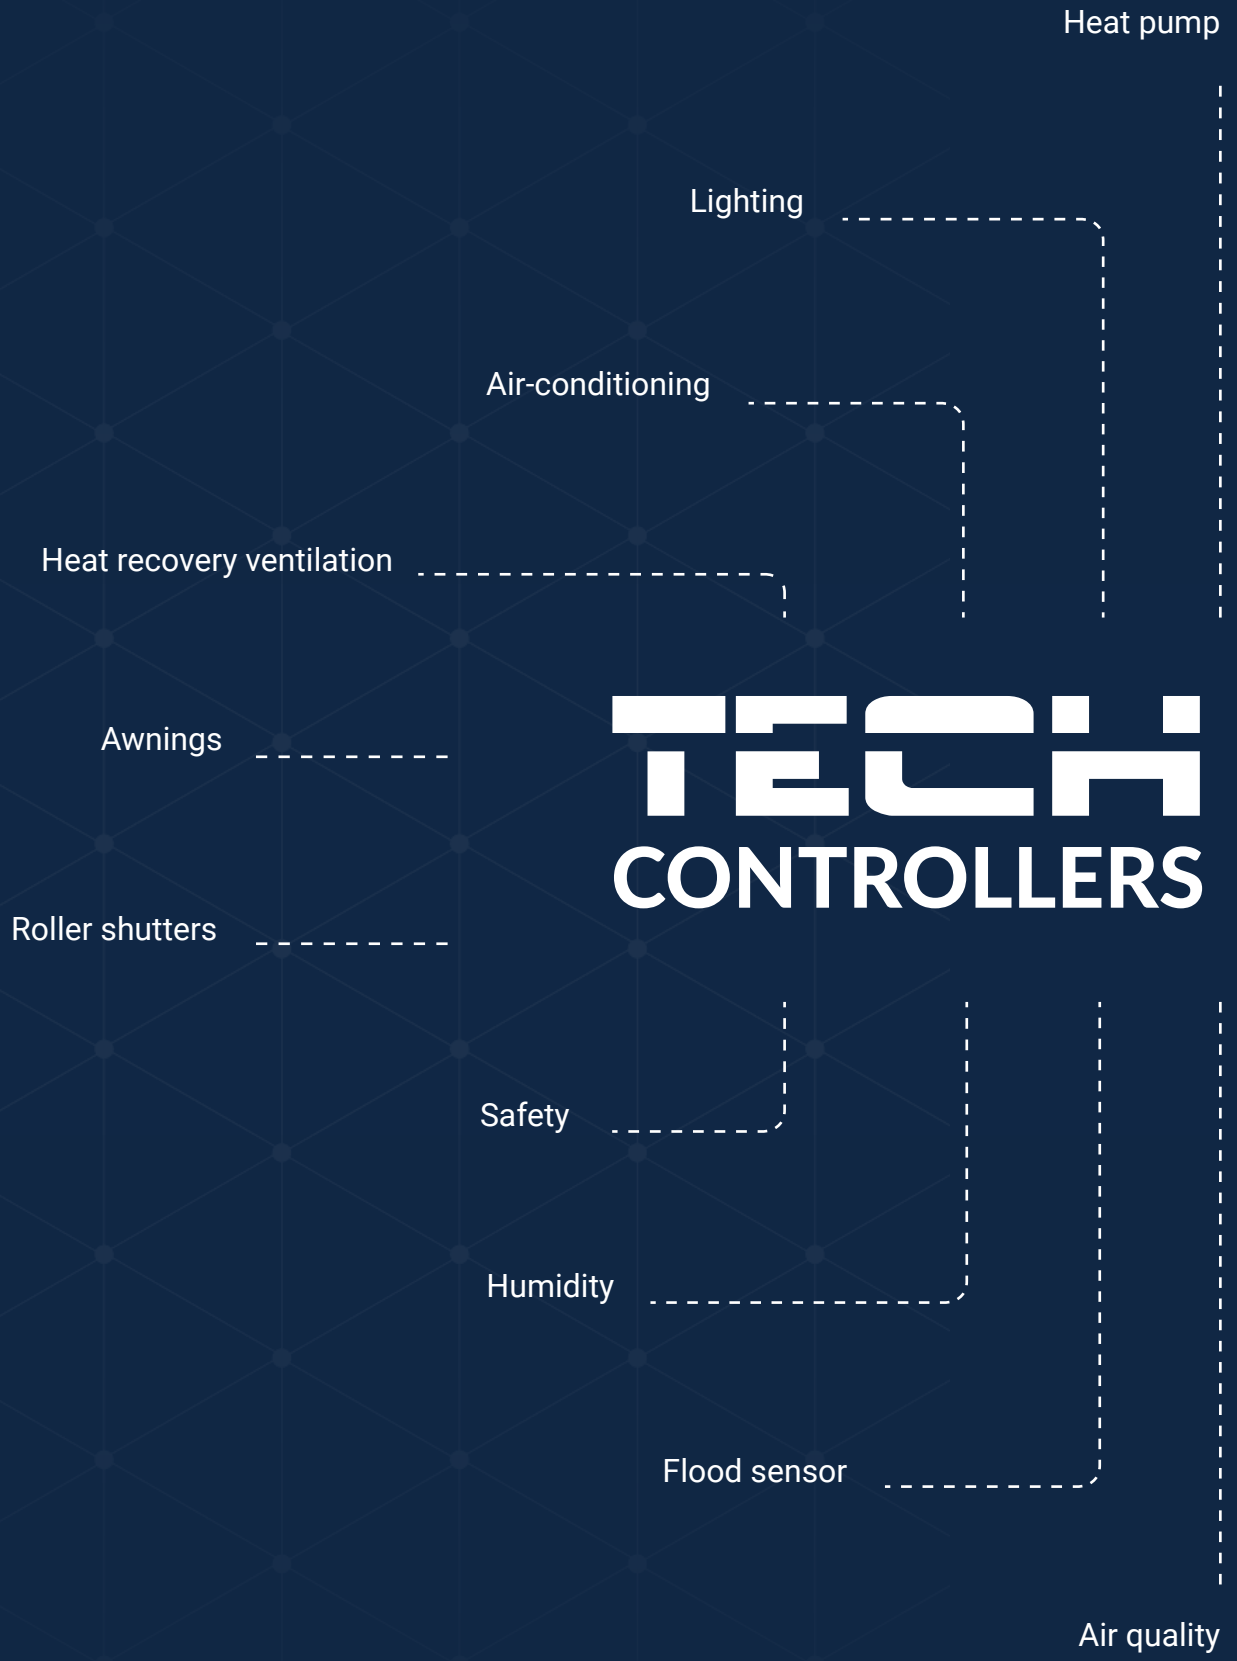 Heat pump
Lighting
Air-conditioning
Heat recovery ventilation
Awnings
TECH
CONTROLLERS
Roller shutters
Safety
Humidity
Flood sensor
Air quality